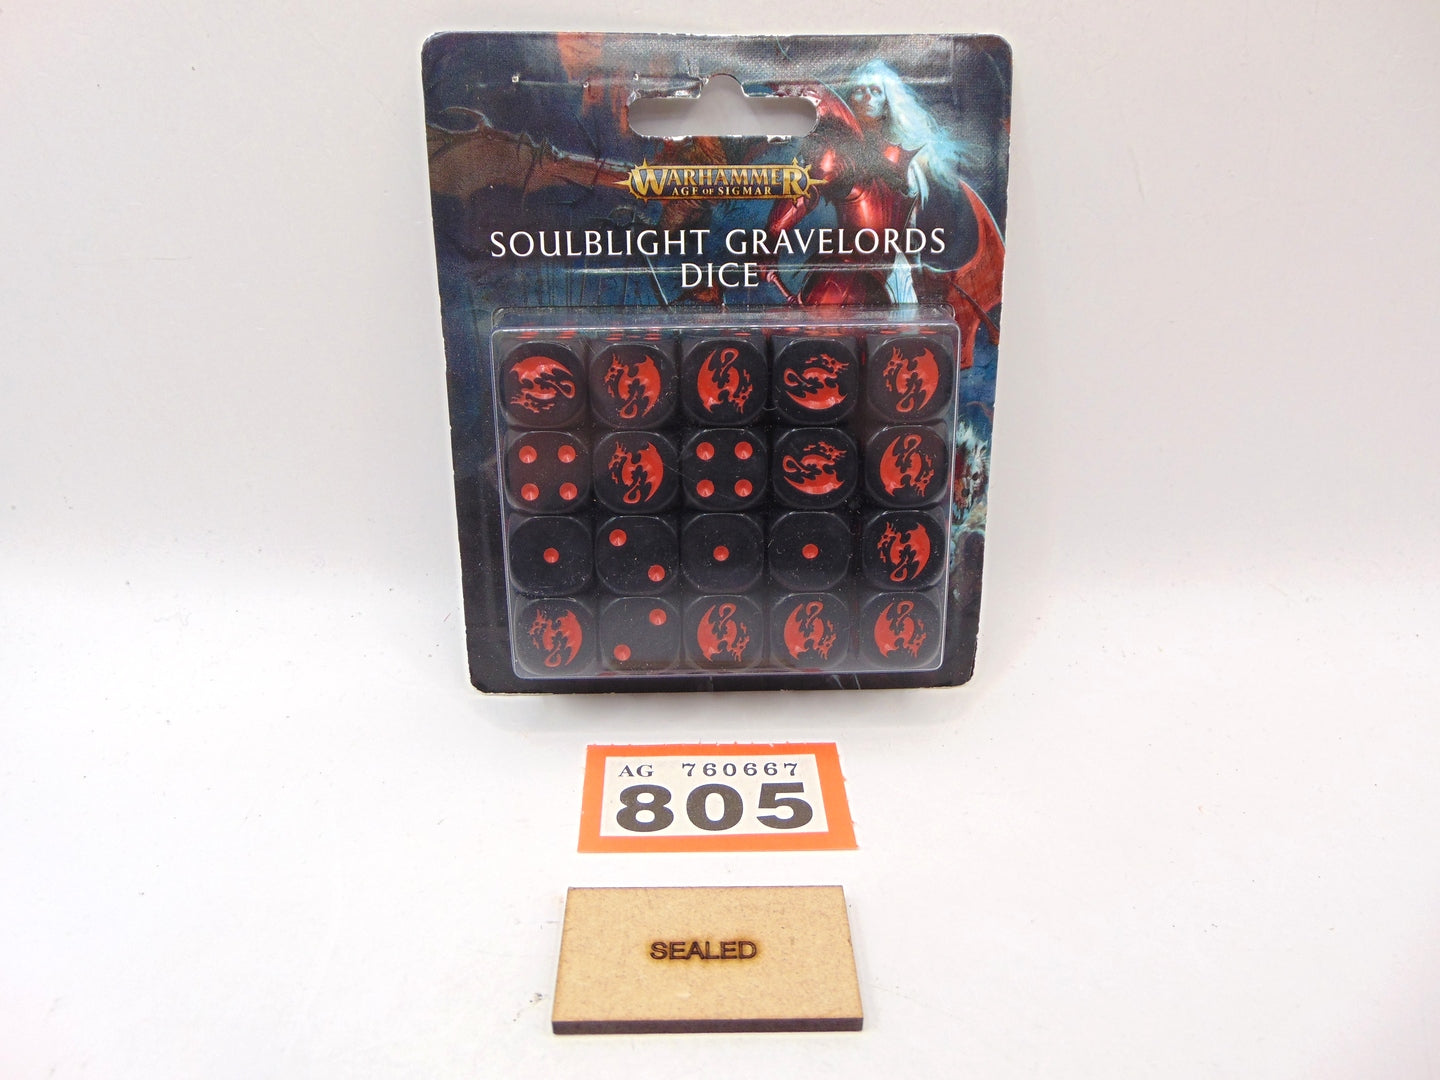 WARHAMMER
AGE OF SIGMAR
SOULBLIGHT GRAVELORDS
DICE
AG 760667
805
SEALED